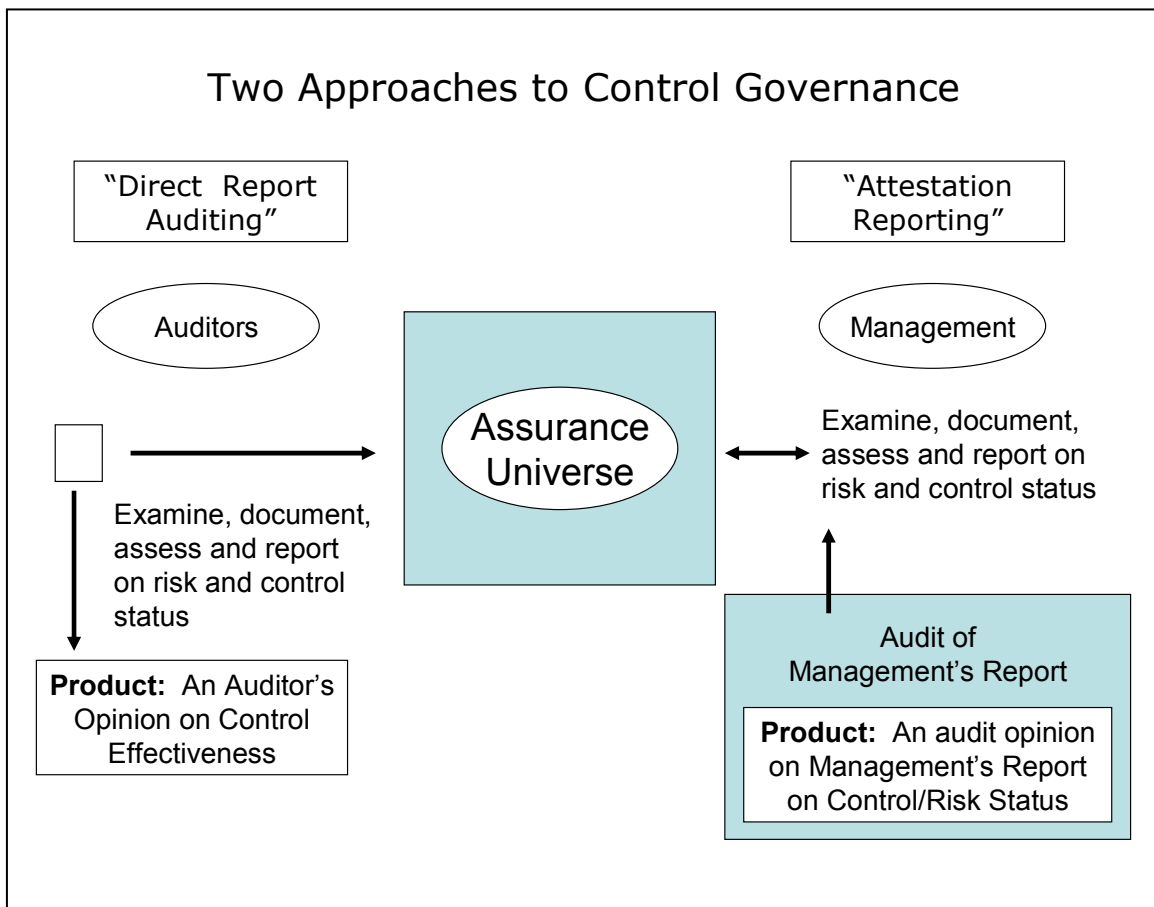 Two Approaches to Control Governance
“Direct Report
Auditing”
“Attestation
Reporting”
Auditors
Management
Assurance
Universe
Examine, document,
assess and report
on risk and control
status
Examine, document,
assess and report on
risk and control status
Product: An Auditor’s
Opinion on Control
Effectiveness
Audit of
Management’s Report
Product: An audit opinion
on Management’s Report
on Control/Risk Status